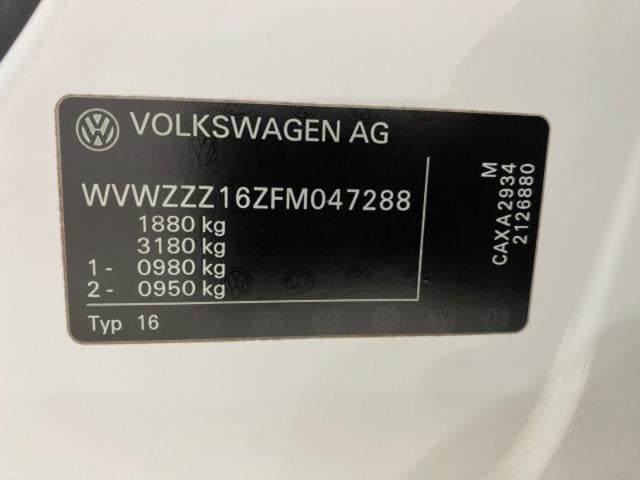 VOLKSWAGEN AG
WVWZZZ16ZFM047288
1880 kg
3180 kg
1 - 0980 kg
2 - 0950 kg
Typ 16
M
CAXA2934
2126880